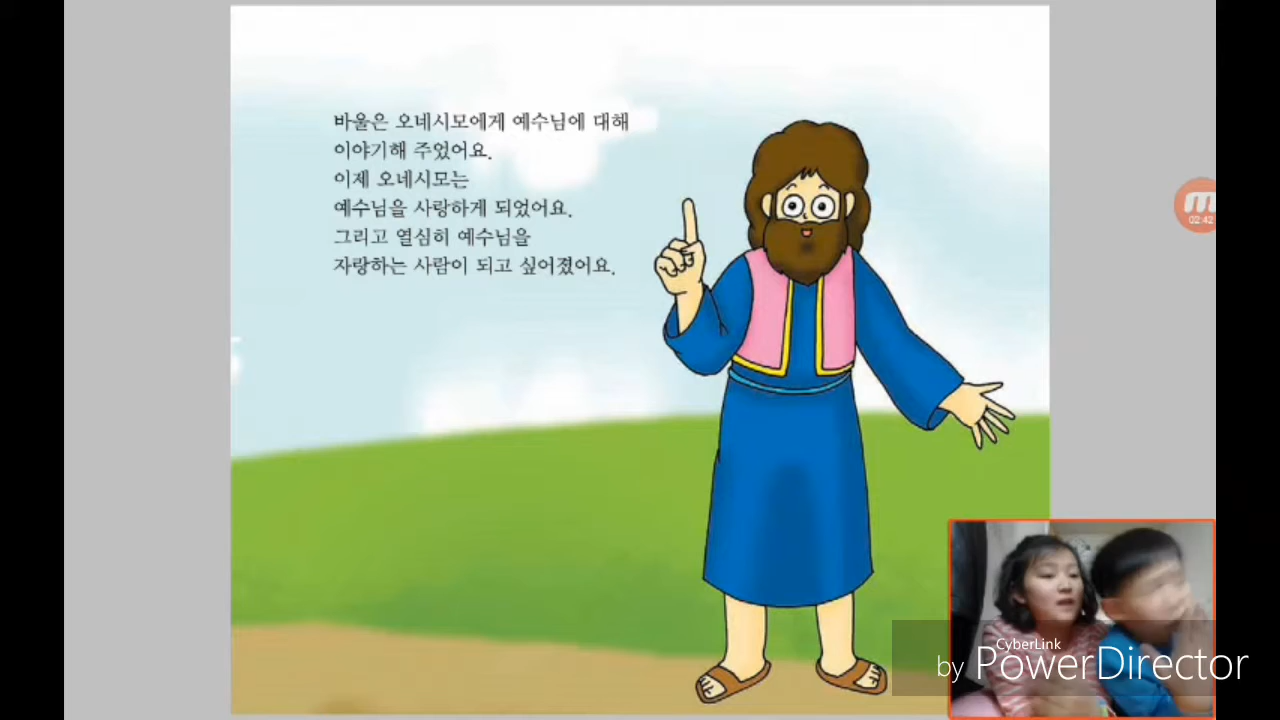 바울은 오네시모에게 예수님에 대해
이야기해 주었어요.
이제 오네시모는
예수님을 사랑하게 되었어요.
그리고 열심히 예수님을
자랑하는 사람이 되고 싶어졌어요.
02:42
CyberLink
by PowerDirector